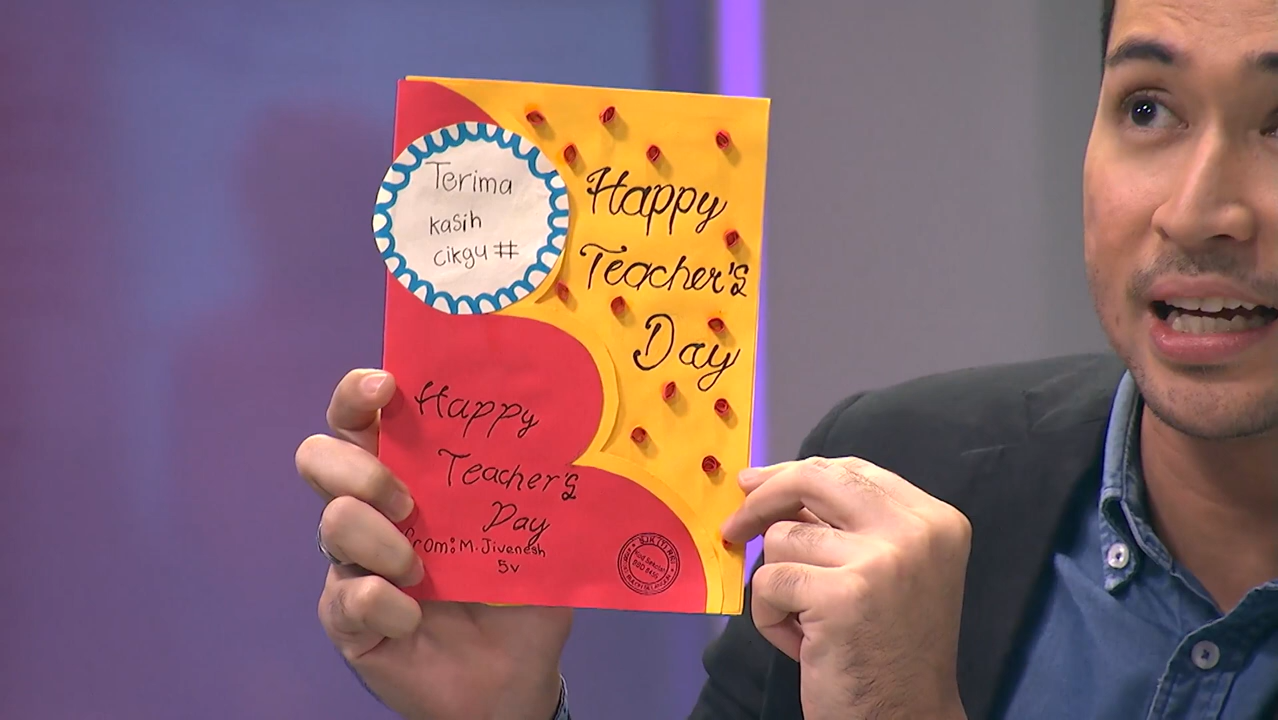 Terima
kasih
cikgu #
Happy
Teacher's
Day
Happy
Teacher's
Day
From: M. Jivenesh
5v